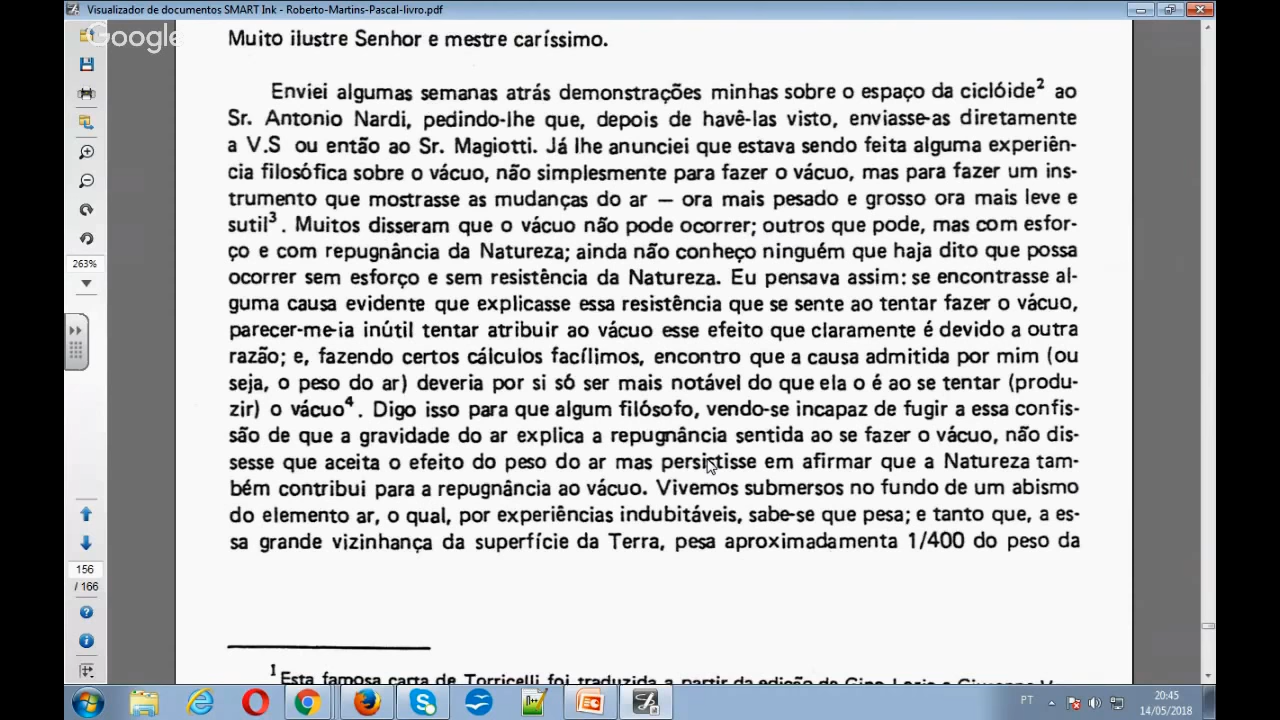 Visualizador de documentos SMART Ink - Roberto-Martins-Pascal-livro.pdf
Google
Muito ilustre Senhor e mestre caríssimo.
Enviei algumas semanas atrás demonstrações minhas sobre o espaço da ciclóide2 ao
Sr. Antonio Nardi, pedindo-lhe que, depois de havê-las visto, enviasse-as diretamente
a V.S ou então ao Sr. Magiotti. Já lhe anunciei que estava sendo feita alguma experiên-
cia filosófica sobre o vácuo, não simplesmente para fazer o vácuo, mas para fazer um ins-
trumento que mostrasse as mudanças do ar — ora mais pesado e grosso ora mais leve e
sutil3. Muitos disseram que o vácuo não pode ocorrer; outros que pode, mas com esfor-
ço e com repugnância da Natureza; ainda não conheço ninguém que haja dito que possa
ocorrer sem esforço e sem resistência da Natureza. Eu pensava assim: se encontrasse al-
guma causa evidente que explicasse essa resistência que se sente ao tentar fazer o vácuo,
parecer-me-ia inútil tentar atribuir ao vácuo esse efeito que claramente é devido a outra
razão; e, fazendo certos cálculos facílimos, encontro que a causa admitida por mim (ou
seja, o peso do ar) deveria por si só ser mais notável do que ela o é ao se tentar (produ-
zir) o vácuo4. Digo isso para que algum filósofo, vendo-se incapaz de fugir a essa confis-
são de que a gravidade do ar explica a repugnância sentida ao se fazer o vácuo, não dis-
sesse que aceita o efeito do peso do ar mas persistisse em afirmar que a Natureza tam-
bém contribui para a repugnância ao vácuo. Vivemos submersos no fundo de um abismo
do elemento ar, o qual, por experiências indubitáveis, sabe-se que pesa; e tanto que, a es-
sa grande vizinhança da superfície da Terra, pesa aproximadamenta 1/400 do peso da
1 Esta famosa carta de Torricelli foi traduzida a partir da edição de
263%
156
/ 166
PT
20:45
14/05/2018